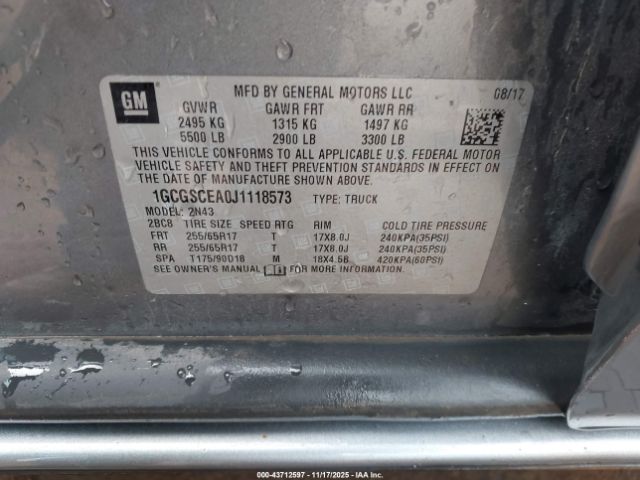 GM
MFD BY GENERAL MOTORS LLC 08/17
GVWR GAWR FRT GAWR RR
2495 KG 1315 KG 1497 KG
5500 LB 2900 LB 3300 LB
THIS VEHICLE CONFORMS TO ALL APPLICABLE U.S. FEDERAL MOTOR
VEHICLE SAFETY AND THEFT PREVENTION STANDARDS IN EFFECT ON
THE DATE OF MANUFACTURE SHOWN ABOVE.
1GCGSCEA0J1118573 TYPE: TRUCK
MODEL: 2N43
2BC8 TIRE SIZE SPEED RTG RIM COLD TIRE PRESSURE
FRT 255/65R17 T 17X8.0J 240KPA(35PSI)
RR 255/65R17 T 17X8.0J 240KPA(35PSI)
SPA T175/90D18 M 18X4.5B 420KPA(60PSI)
SEE OWNER'S MANUAL FOR MORE INFORMATION.
© IAA 43712597 - 11/17/2025 - IAAI.COM